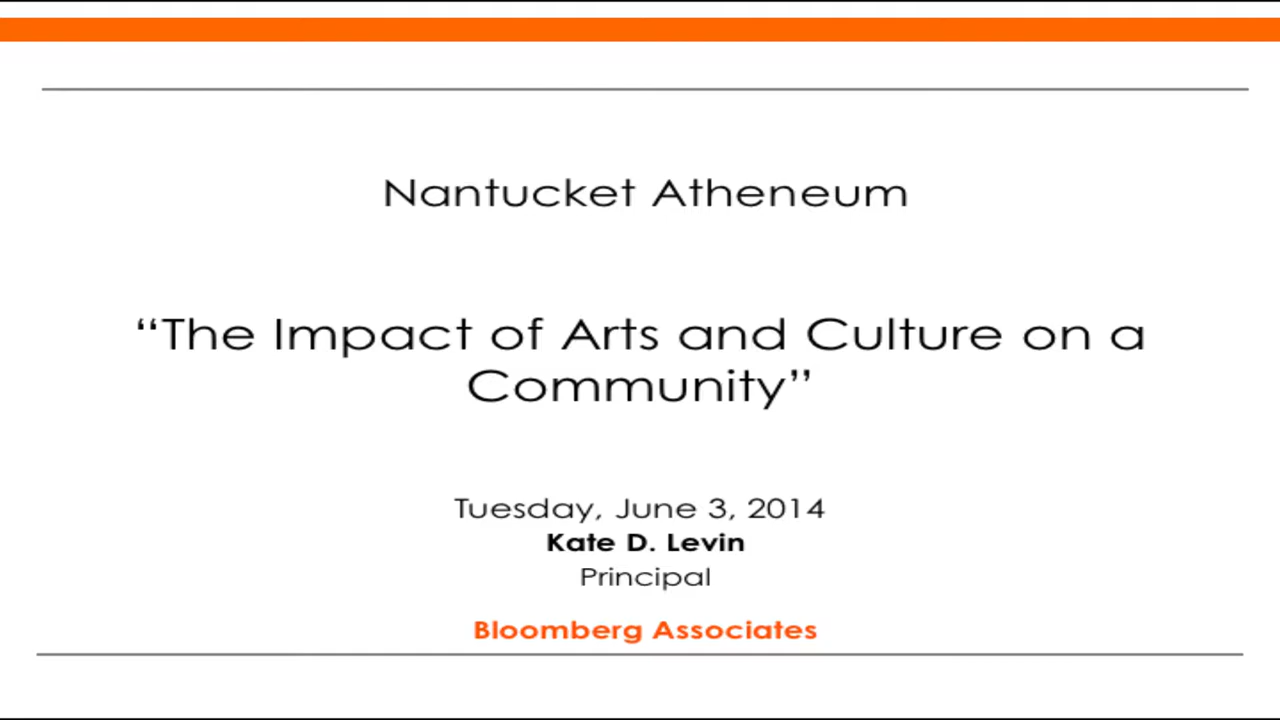 Nantucket Atheneum
“The Impact of Arts and Culture on a
Community”
Tuesday, June 3, 2014
Kate D. Levin
Principal
Bloomberg Associates